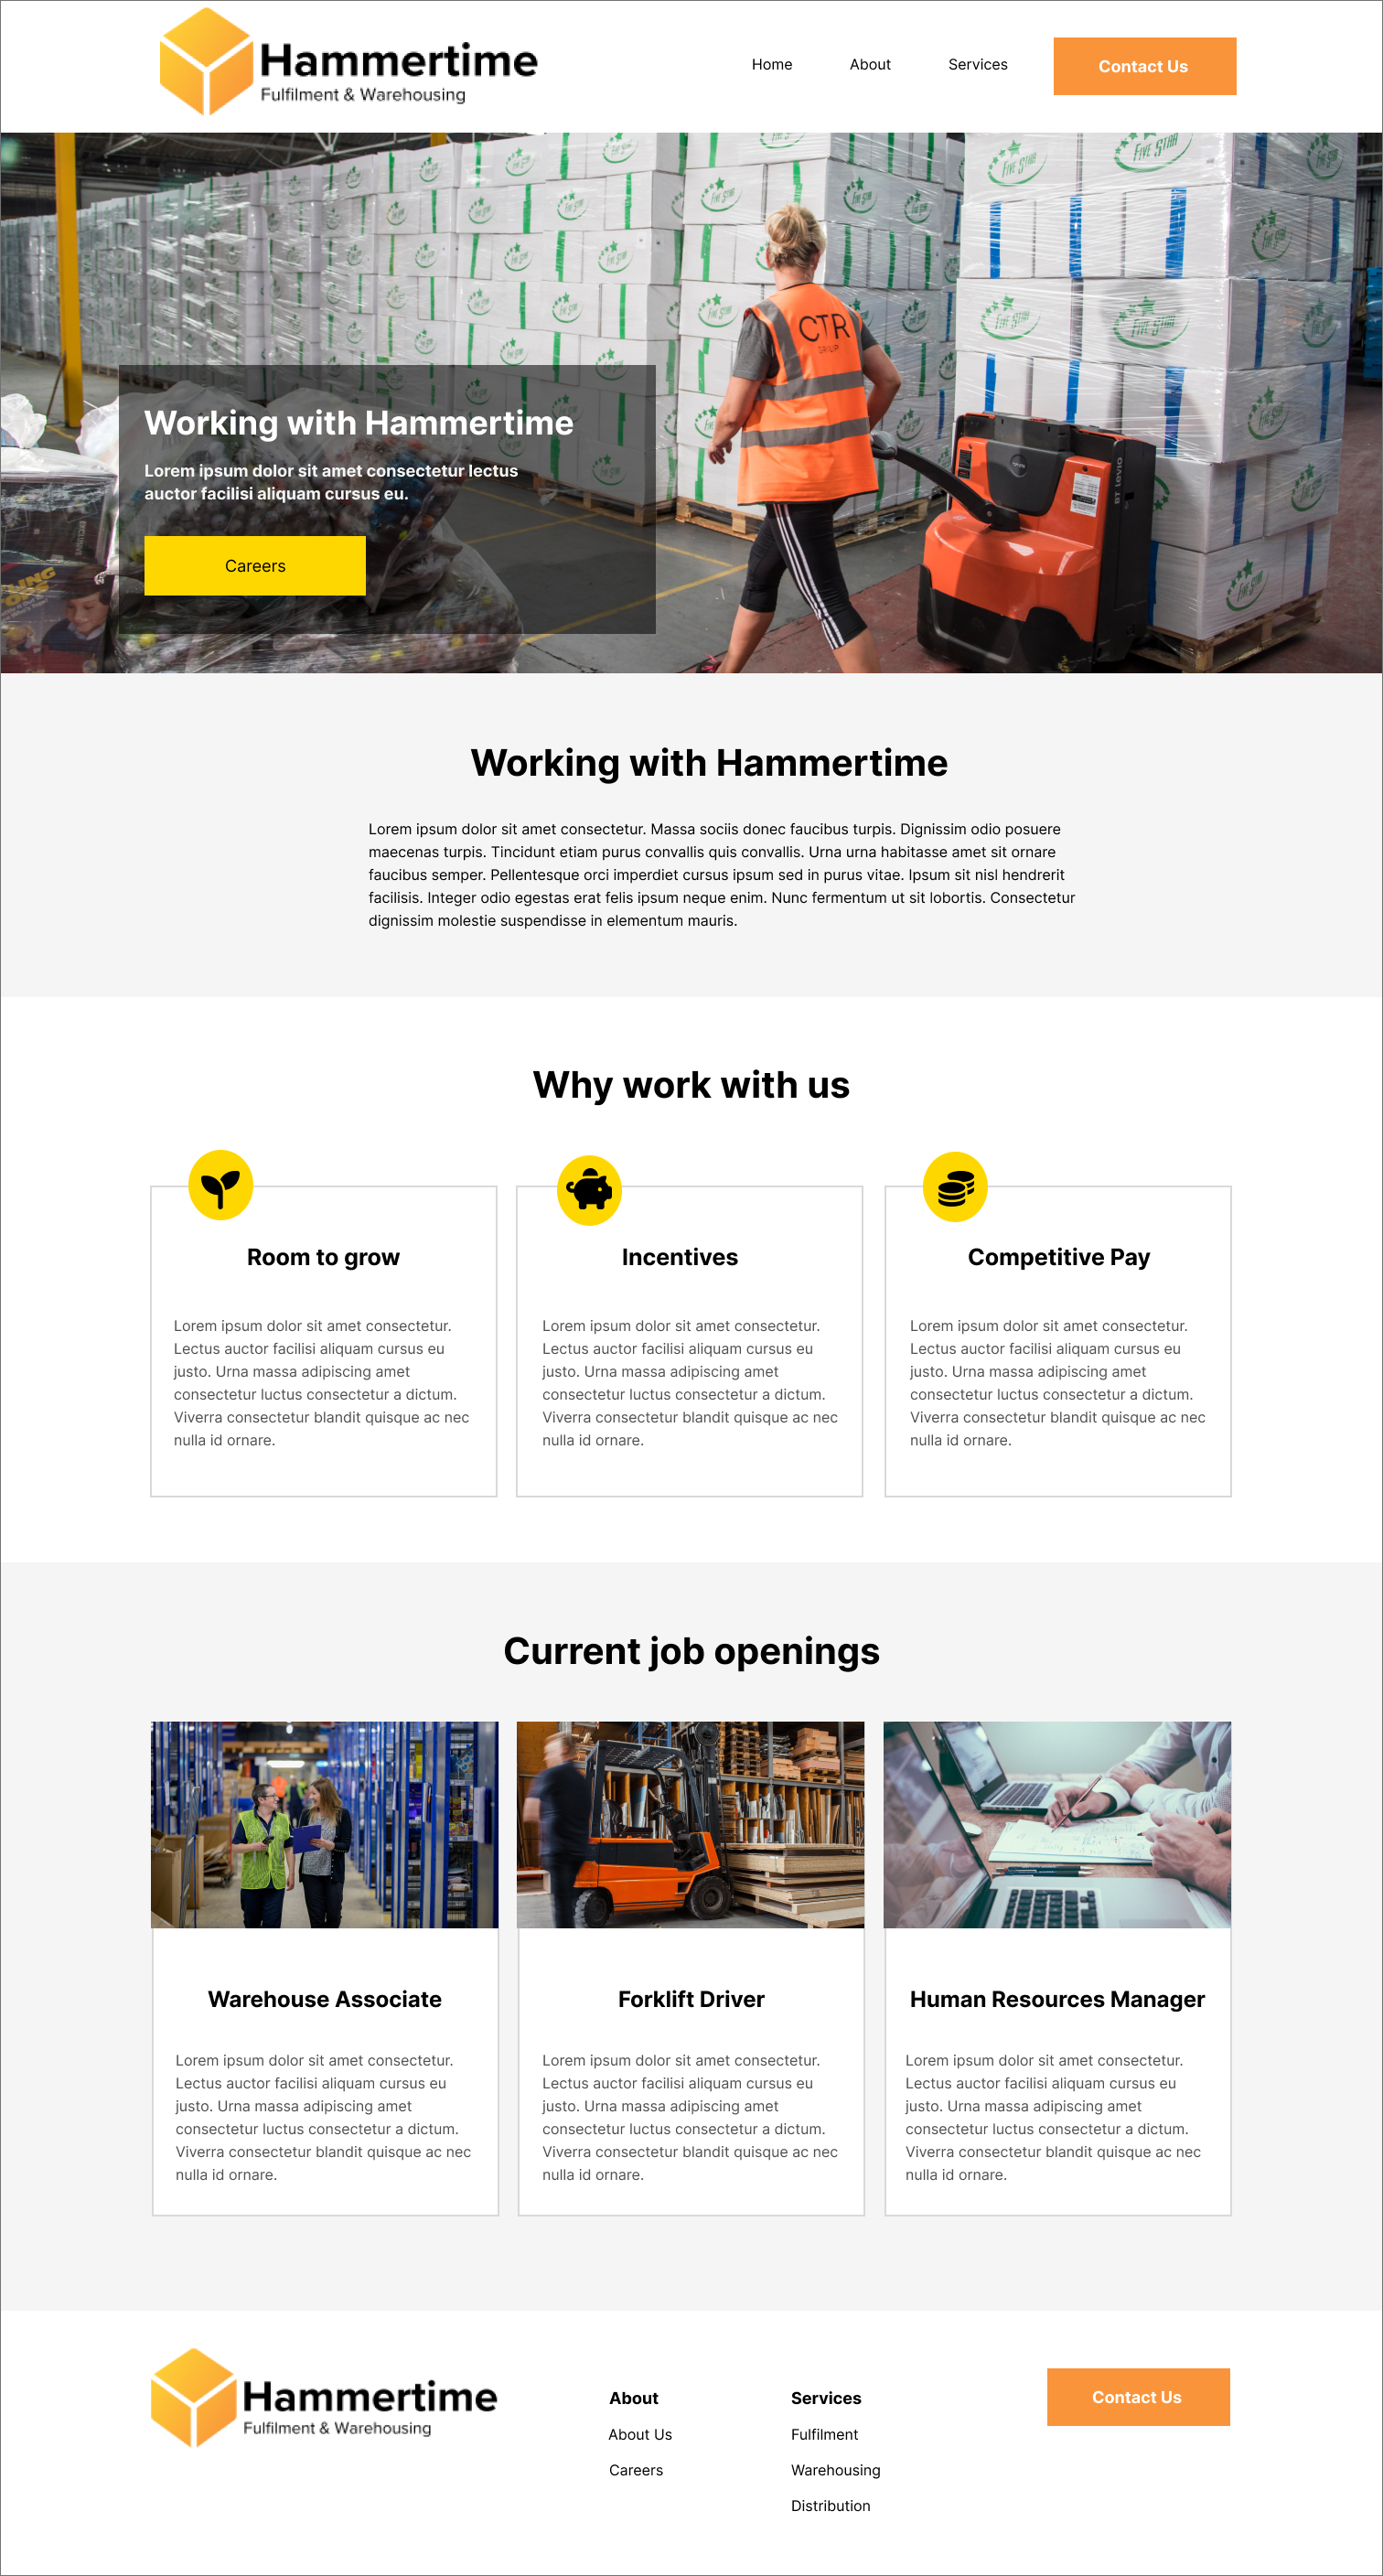 Hammertime
Fulfilment & Warehousing
Home
About
Services
Contact Us
FIVE STAR
FIVE STAR
CTR
GROUP
BT LEVIO
Working with Hammertime
Lorem ipsum dolor sit amet consectetur lectus
auctor facilisi aliquam cursus eu.
Careers
Working with Hammertime
Lorem ipsum dolor sit amet consectetur. Massa sociis donec faucibus turpis. Dignissim odio posuere
maecenas turpis. Tincidunt etiam purus convallis quis convallis. Urna urna habitasse amet sit ornare
faucibus semper. Pellentesque orci imperdiet cursus ipsum sed in purus vitae. Ipsum sit nisl hendrerit
facilisis. Integer odio egestas erat felis ipsum neque enim. Nunc fermentum ut sit lobortis. Consectetur
dignissim molestie suspendisse in elementum mauris.
Why work with us
Room to grow
Lorem ipsum dolor sit amet consectetur.
Lectus auctor facilisi aliquam cursus eu
justo. Urna massa adipiscing amet
consectetur luctus consectetur a dictum.
Viverra consectetur blandit quisque ac nec
nulla id ornare.
Incentives
Lorem ipsum dolor sit amet consectetur.
Lectus auctor facilisi aliquam cursus eu
justo. Urna massa adipiscing amet
consectetur luctus consectetur a dictum.
Viverra consectetur blandit quisque ac nec
nulla id ornare.
Competitive Pay
Lorem ipsum dolor sit amet consectetur.
Lectus auctor facilisi aliquam cursus eu
justo. Urna massa adipiscing amet
consectetur luctus consectetur a dictum.
Viverra consectetur blandit quisque ac nec
nulla id ornare.
Current job openings
Warehouse Associate
Lorem ipsum dolor sit amet consectetur.
Lectus auctor facilisi aliquam cursus eu
justo. Urna massa adipiscing amet
consectetur luctus consectetur a dictum.
Viverra consectetur blandit quisque ac nec
nulla id ornare.
Forklift Driver
Lorem ipsum dolor sit amet consectetur.
Lectus auctor facilisi aliquam cursus eu
justo. Urna massa adipiscing amet
consectetur luctus consectetur a dictum.
Viverra consectetur blandit quisque ac nec
nulla id ornare.
Human Resources Manager
Lorem ipsum dolor sit amet consectetur.
Lectus auctor facilisi aliquam cursus eu
justo. Urna massa adipiscing amet
consectetur luctus consectetur a dictum.
Viverra consectetur blandit quisque ac nec
nulla id ornare.
Hammertime
Fulfilment & Warehousing
About
About Us
Careers
Services
Fulfilment
Warehousing
Distribution
Contact Us